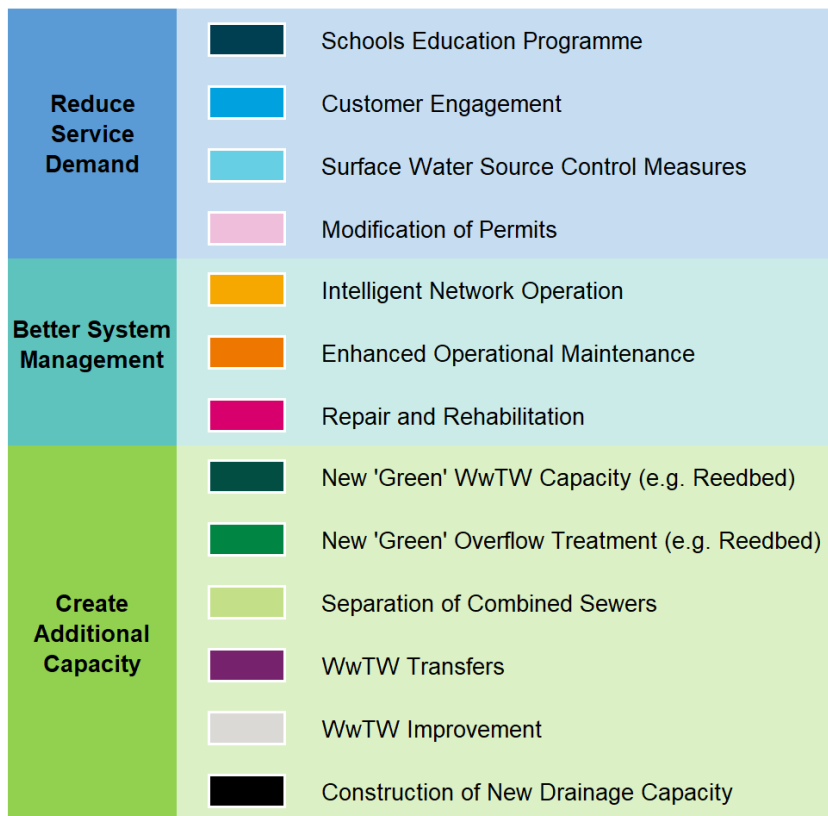 Reduce
Service
Demand
Schools Education Programme
Customer Engagement
Surface Water Source Control Measures
Modification of Permits
Better System
Management
Intelligent Network Operation
Enhanced Operational Maintenance
Repair and Rehabilitation
Create
Additional
Capacity
New 'Green' WwTW Capacity (e.g. Reedbed)
New 'Green' Overflow Treatment (e.g. Reedbed)
Separation of Combined Sewers
WwTW Transfers
WwTW Improvement
Construction of New Drainage Capacity